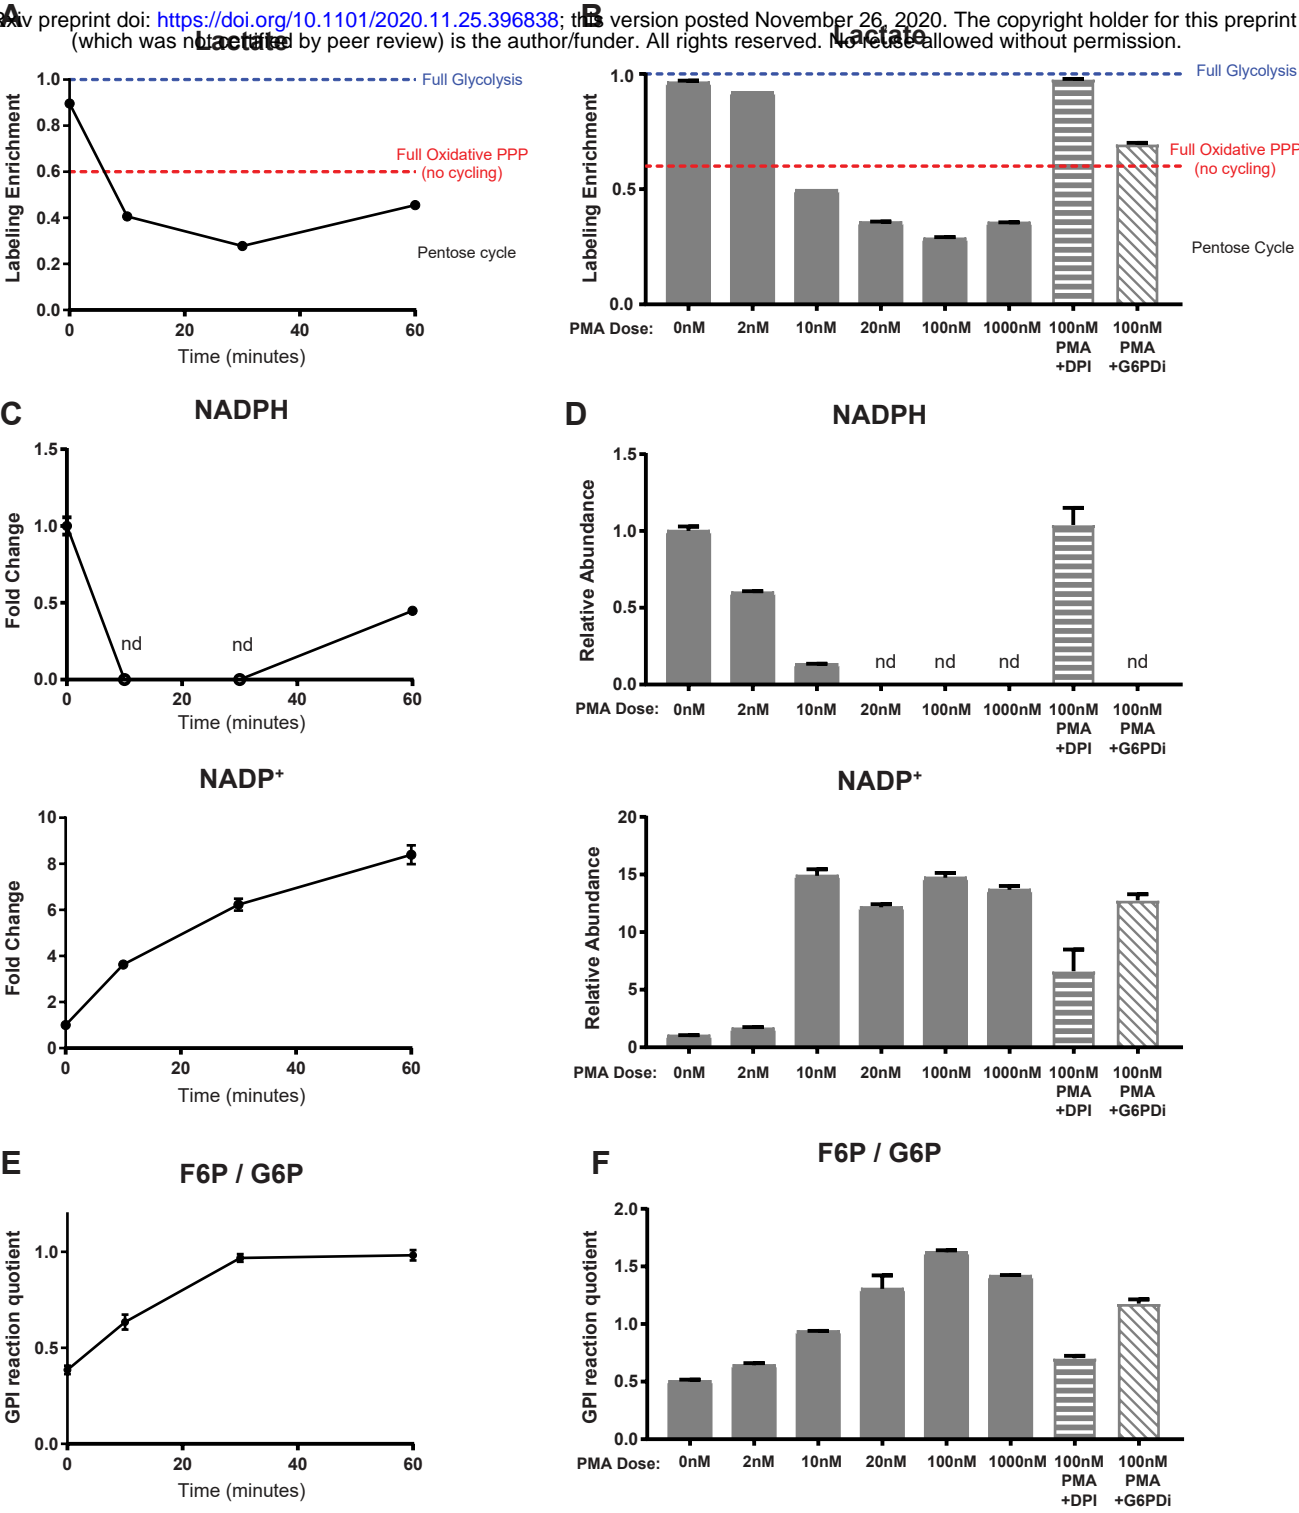 preprint doi: https://doi.org/10.1101/2020.11.25.396838; this version posted November 26, 2020. The copyright holder for this preprint
(which was not certified by peer review) is the author/funder. All rights reserved. No reuse allowed without permission.
A
Lactate
Labeling Enrichment
1.0
0.8
0.6
0.4
0.2
0.0
Full Glycolysis
Full Oxidative PPP
(no cycling)
Pentose cycle
0 20 40 60
Time (minutes)
B
Lactate
Labeling Enrichment
1.0
0.5
0.0
Full Glycolysis
Full Oxidative PPP
(no cycling)
Pentose Cycle
PMA Dose: 0nM 2nM 10nM 20nM 100nM 1000nM 100nM 100nM
PMA PMA
+DPI +G6PDi
C
NADPH
Fold Change
1.5
1.0
0.5
0.0
nd nd
0 20 40 60
Time (minutes)
NADP+
Fold Change
10
8
6
4
2
0
0 20 40 60
Time (minutes)
D
NADPH
Relative Abundance
1.5
1.0
0.5
0.0
nd nd nd nd
PMA Dose: 0nM 2nM 10nM 20nM 100nM 1000nM 100nM 100nM
PMA PMA
+DPI +G6PDi
NADP+
Relative Abundance
20
15
10
5
0
PMA Dose: 0nM 2nM 10nM 20nM 100nM 1000nM 100nM 100nM
PMA PMA
+DPI +G6PDi
E
F6P / G6P
GPI reaction quotient
1.0
0.5
0.0
0 20 40 60
Time (minutes)
F
F6P / G6P
GPI reaction quotient
2.0
1.5
1.0
0.5
0.0
PMA Dose: 0nM 2nM 10nM 20nM 100nM 1000nM 100nM 100nM
PMA PMA
+DPI +G6PDi